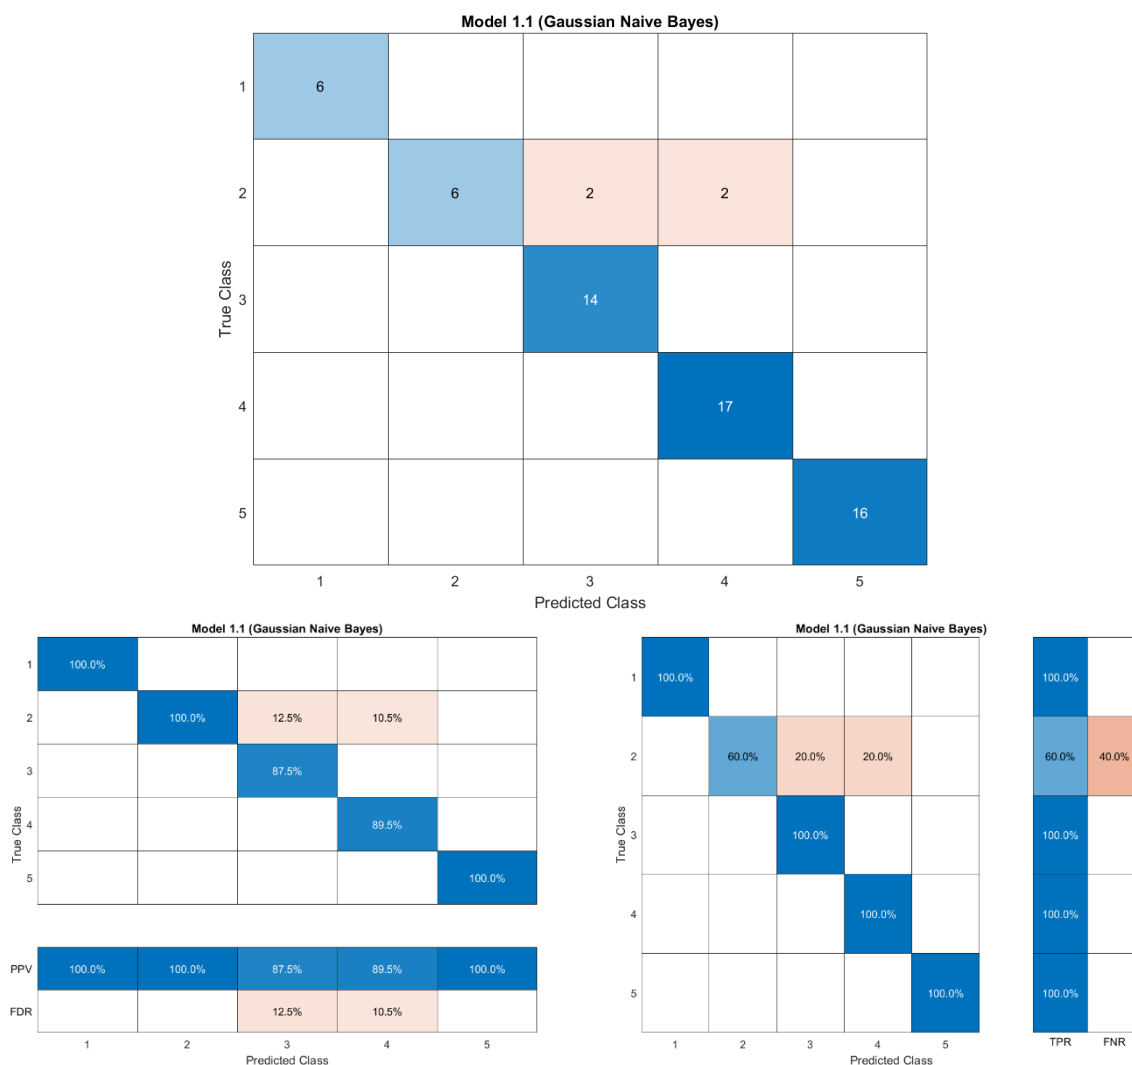 Model 1.1 (Gaussian Naive Bayes)
1
6
2
6 2 2
True Class
3
14
4
17
5
16
1 2 3 4 5
Predicted Class
Model 1.1 (Gaussian Naive Bayes)
1
100.0%
2
100.0% 12.5% 10.5%
3
87.5%
True Class
4
89.5%
5
100.0%
PPV
100.0% 100.0% 87.5% 89.5% 100.0%
FDR
12.5% 10.5%
1 2 3 4 5
Predicted Class
Model 1.1 (Gaussian Naive Bayes)
1
100.0% 100.0%
2
60.0% 20.0% 20.0% 60.0% 40.0%
True Class
3
100.0% 100.0%
4
100.0% 100.0%
5
100.0% 100.0%
1 2 3 4 5 TPR FNR
Predicted Class